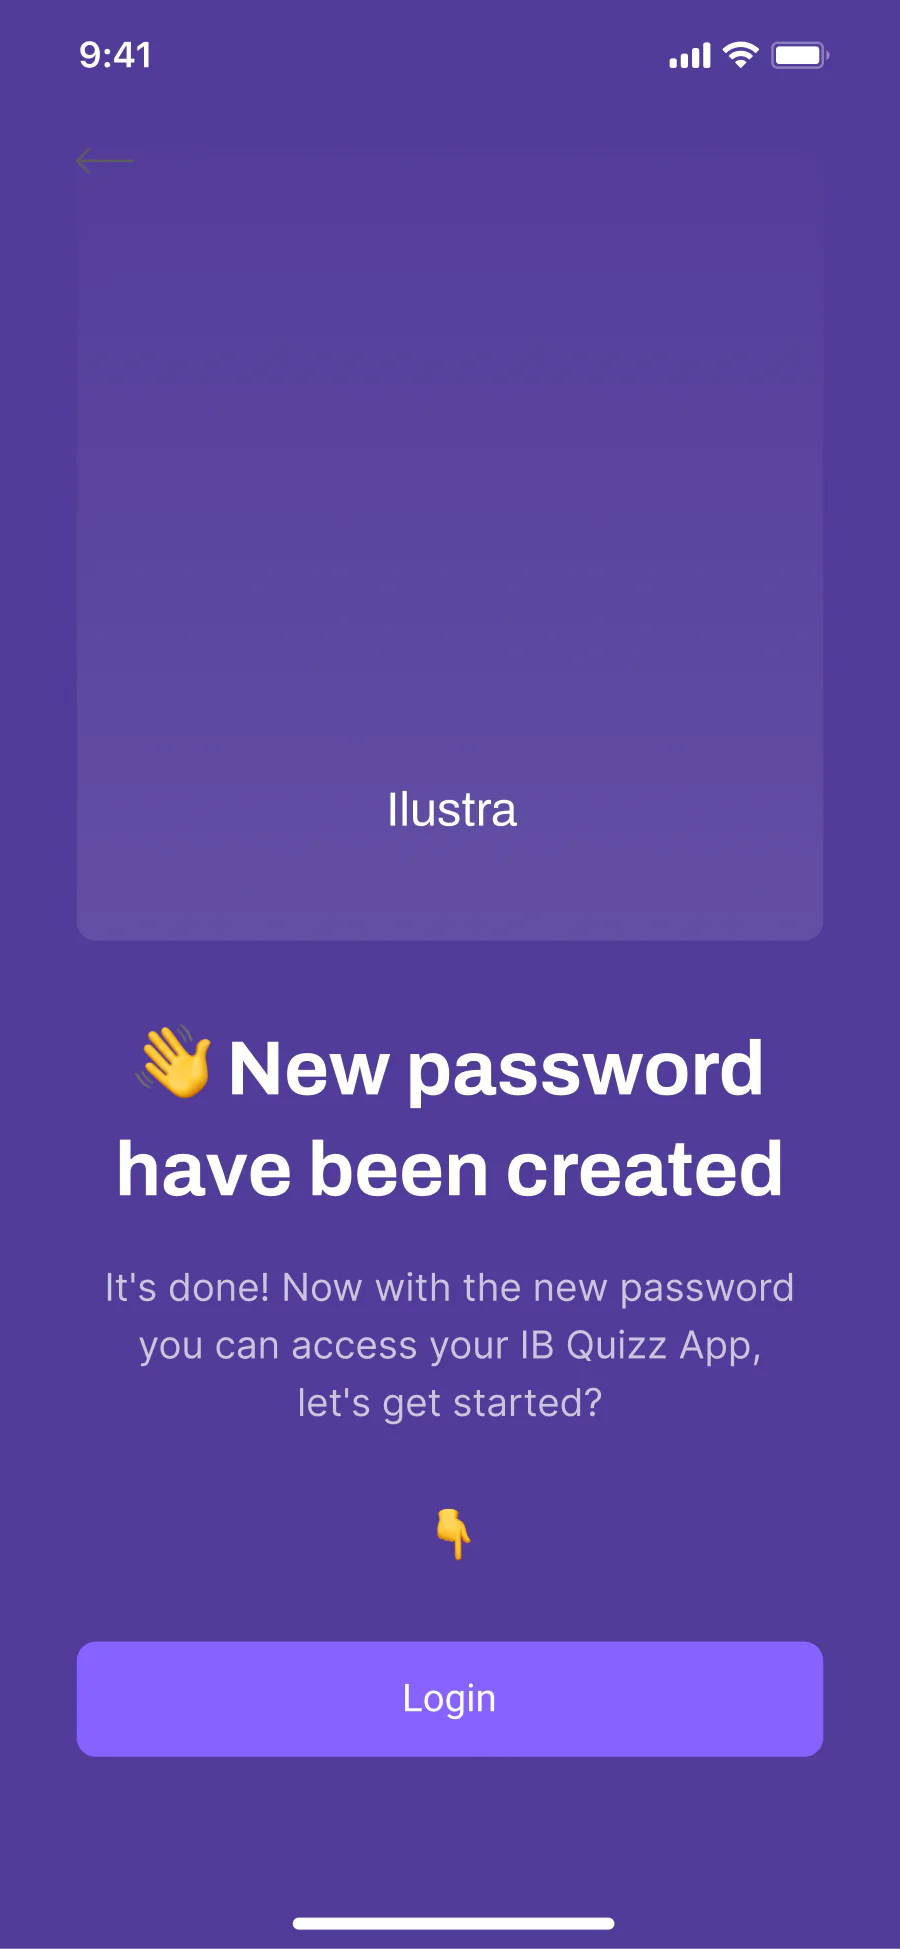 9:41
Ilustra
👋 New password
have been created
It's done! Now with the new password
you can access your IB Quizz App,
let's get started?
👇
Login